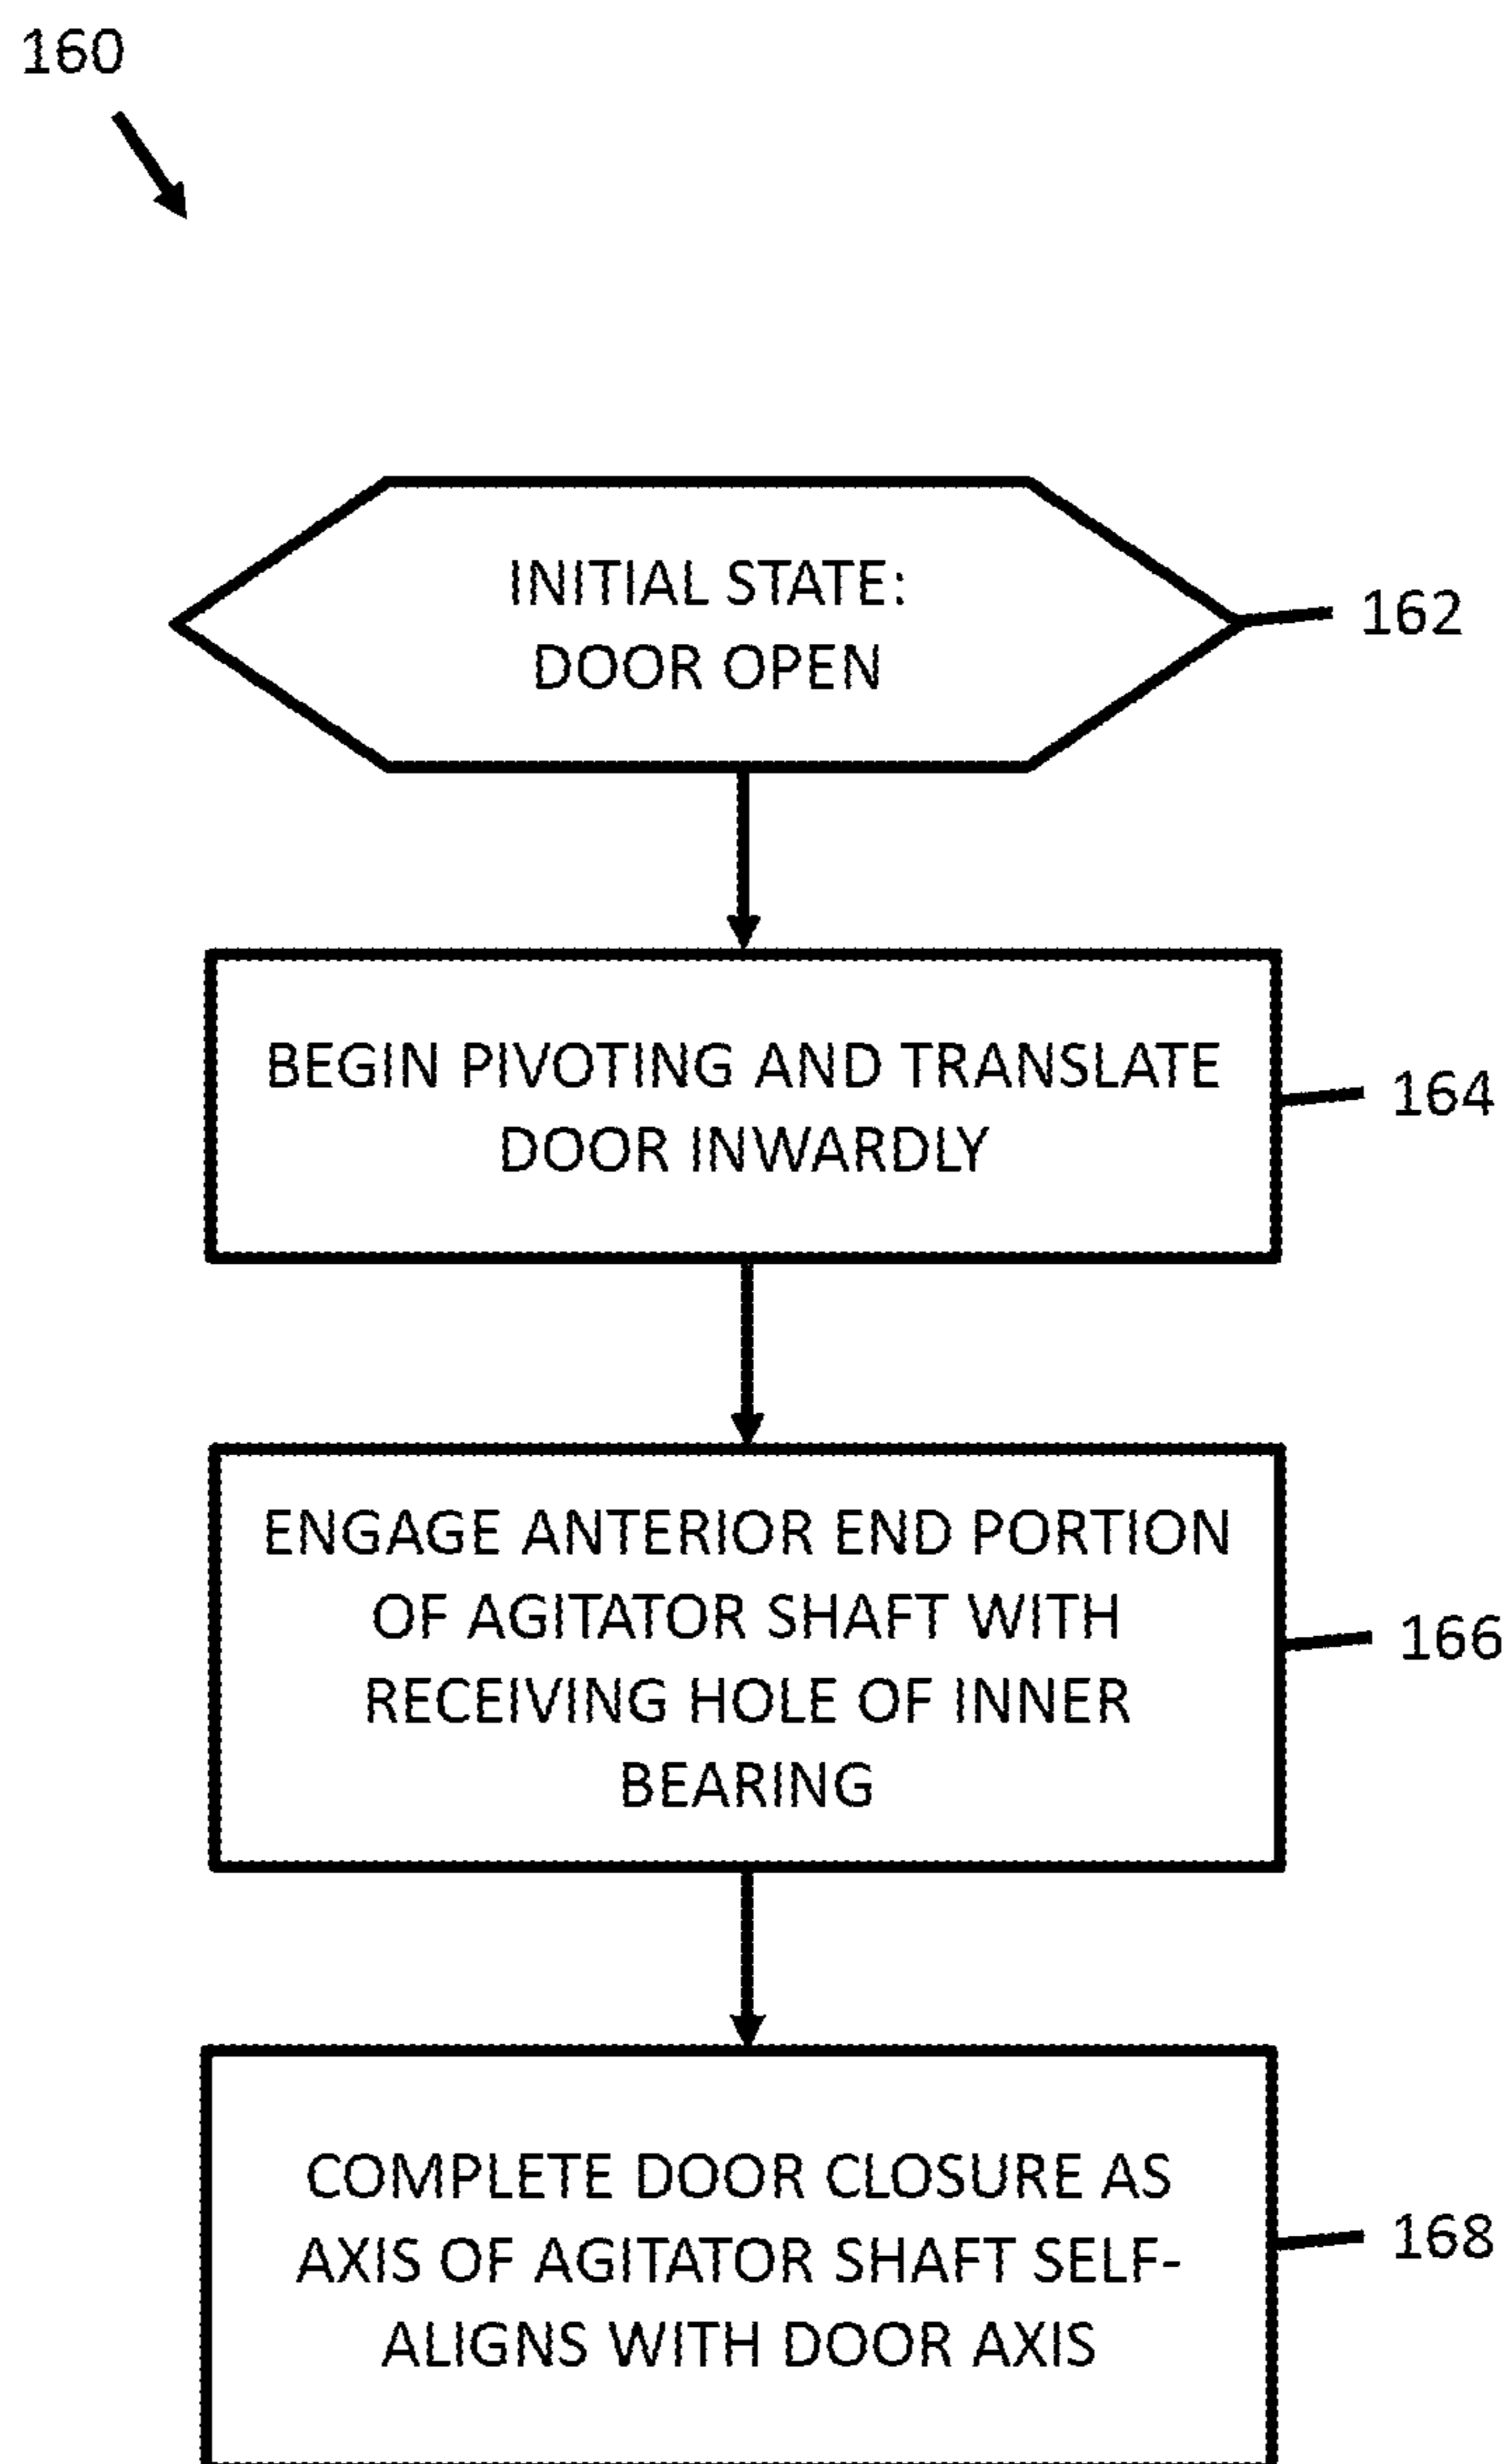 160
INITIAL STATE:
DOOR OPEN
162
BEGIN PIVOTING AND TRANSLATE
DOOR INWARDLY
164
ENGAGE ANTERIOR END PORTION
OF AGITATOR SHAFT WITH
RECEIVING HOLE OF INNER
BEARING
166
COMPLETE DOOR CLOSURE AS
AXIS OF AGITATOR SHAFT SELF-
ALIGNS WITH DOOR AXIS
168